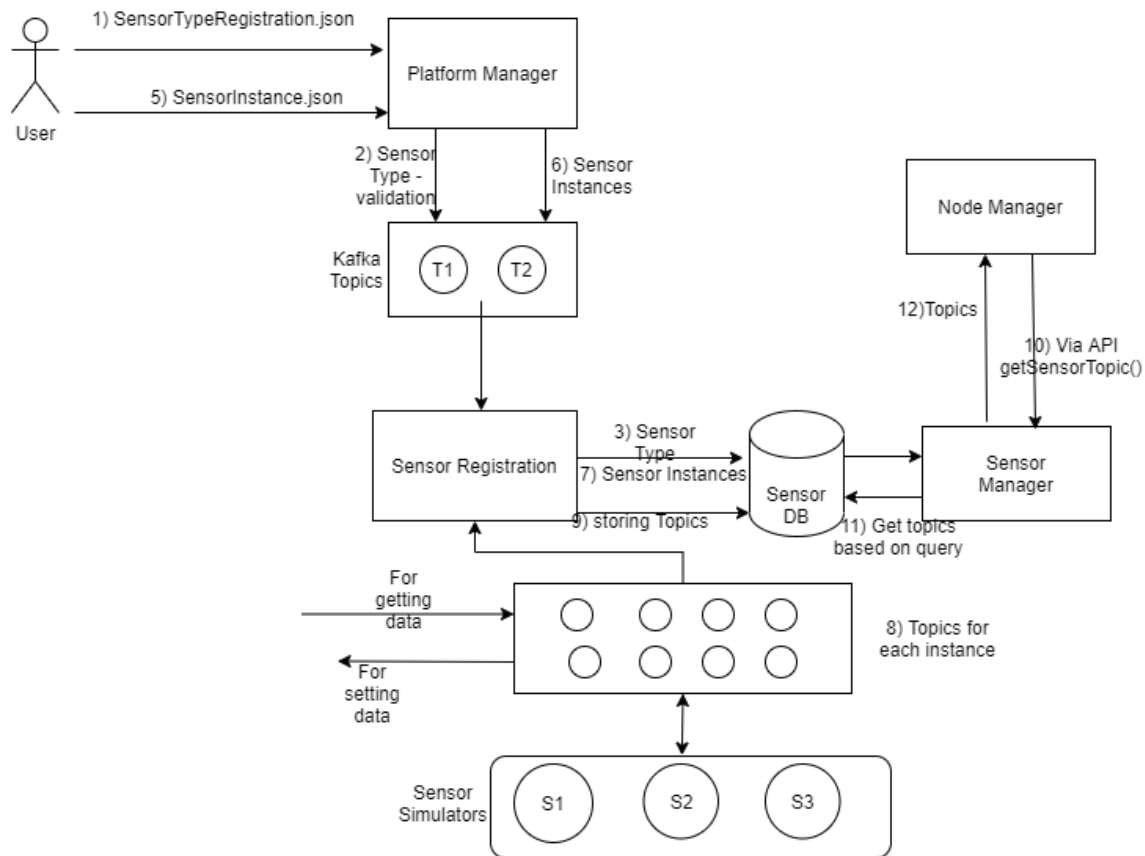 1) SensorTypeRegistration.json
Platform Manager
5) SensorInstance.json
User
2) Sensor
Type -
validation
6) Sensor
Instances
Node Manager
Kafka
Topics
T1
T2
12)Topics
10) Via API
getSensorTopic()
Sensor Registration
3) Sensor
Type
7) Sensor Instances
9) storing Topics
Sensor
DB
Sensor
Manager
11) Get topics
based on query
For
getting
data
For
setting
data
8) Topics for
each instance
Sensor
Simulators
S1
S2
S3